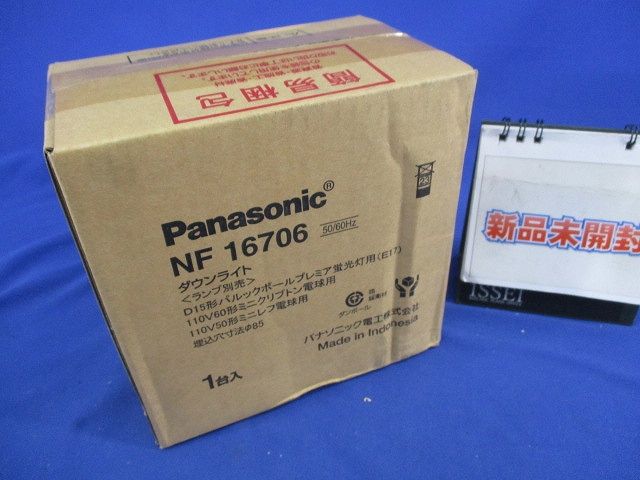 簡易梱包
Panasonic®
NF 16706 50/60Hz
ダウンライト
<ランプ別売>
D15形パルックボールプレミア蛍光灯用(E17)
110V60形ミニクリプトン電球用
110V50形ミニレフ電球用
埋込穴寸法φ85
1台入
ダンボール
パナソニック電工株式会社
Made in Indonesia
23
新品未開封
ISSEI